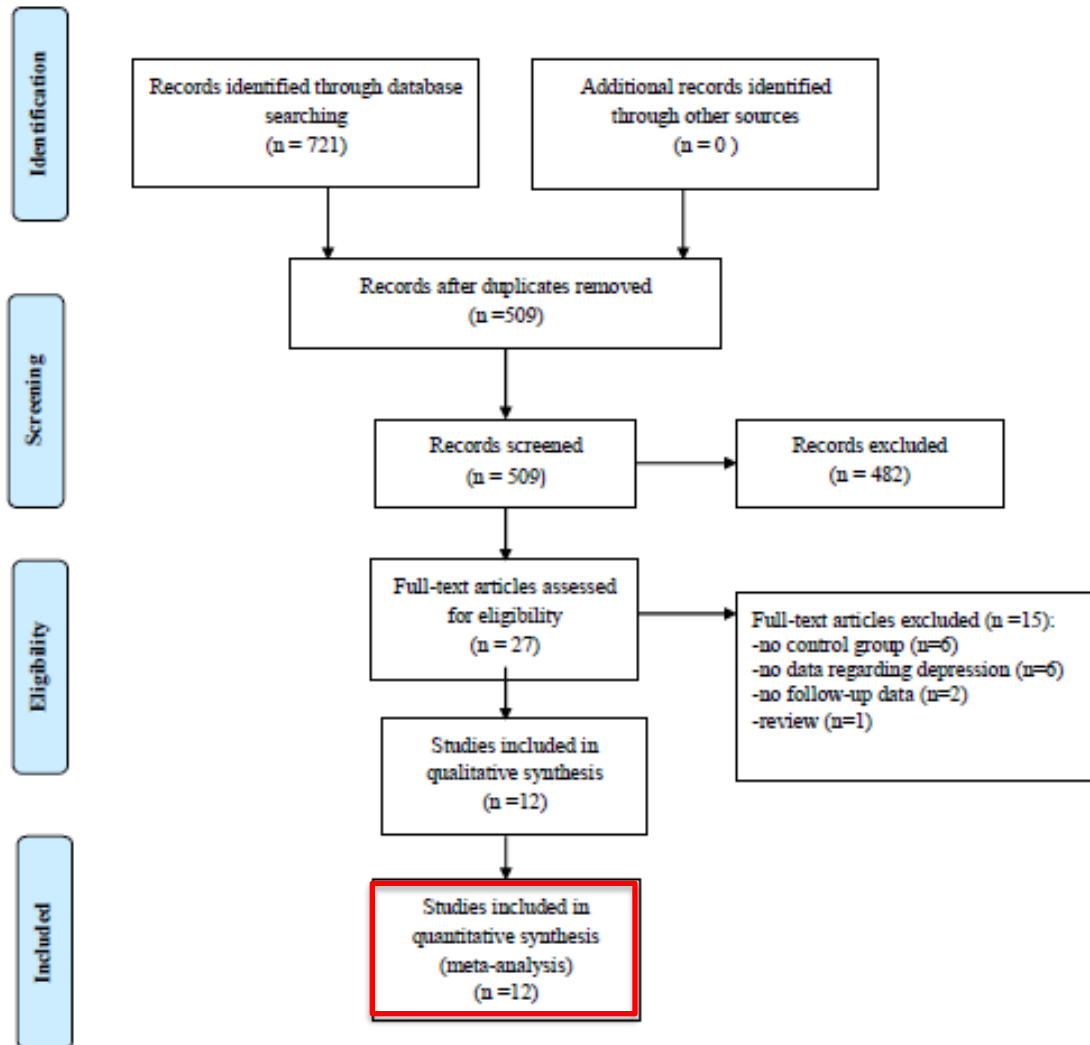 Identification
Records identified through database
searching
(n = 721)
Additional records identified
through other sources
(n = 0 )
Records after duplicates removed
(n =509)
Screening
Records screened
(n = 509)
Records excluded
(n = 482)
Eligibility
Full-text articles assessed
for eligibility
(n = 27)
Full-text articles excluded (n =15):
-no control group (n=6)
-no data regarding depression (n=6)
-no follow-up data (n=2)
-review (n=1)
Studies included in
qualitative synthesis
(n =12)
Included
Studies included in
quantitative synthesis
(meta-analysis)
(n =12)